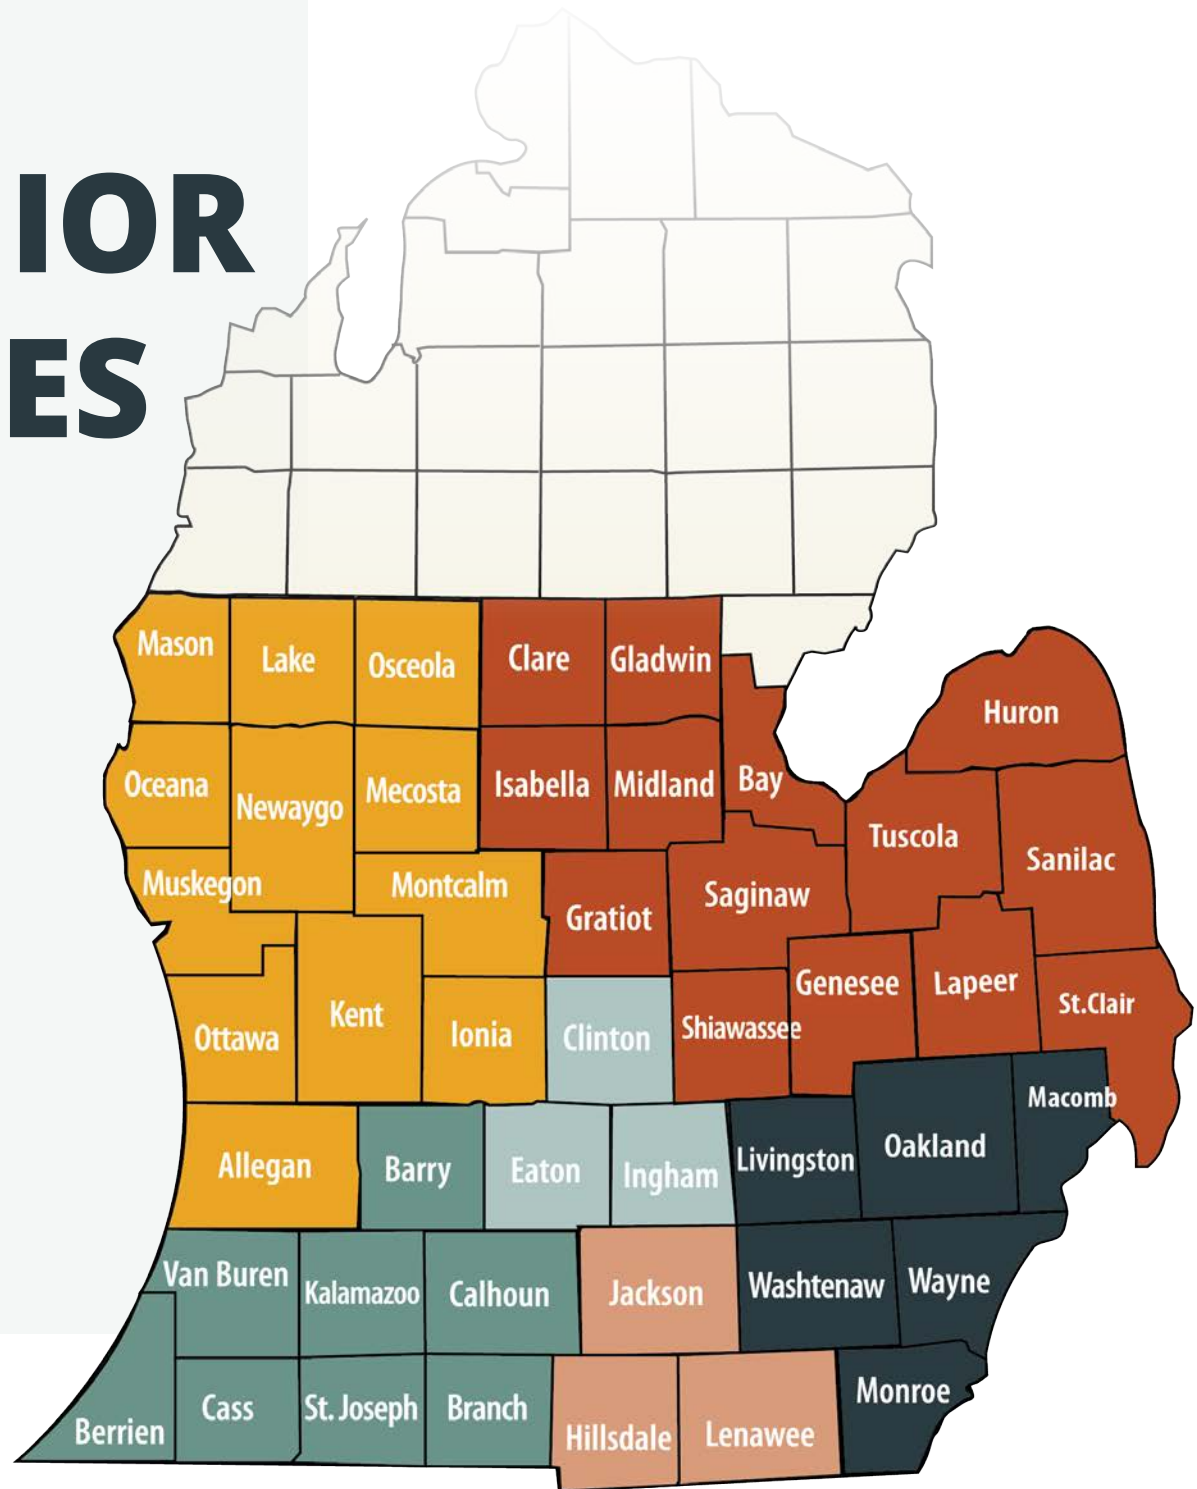 IOR
ES
Mason
Lake
Osceola
Clare
Gladwin
Huron
Oceana
Newaygo
Mecosta
Isabella
Midland
Bay
Tuscola
Sanilac
Muskegon
Montcalm
Gratiot
Saginaw
Genesee
Lapeer
St.Clair
Ottawa
Kent
Ionia
Clinton
Shiawassee
Macomb
Allegan
Barry
Eaton
Ingham
Livingston
Oakland
Van Buren
Kalamazoo
Calhoun
Jackson
Washtenaw
Wayne
Berrien
Cass
St. Joseph
Branch
Hillsdale
Lenawee
Monroe